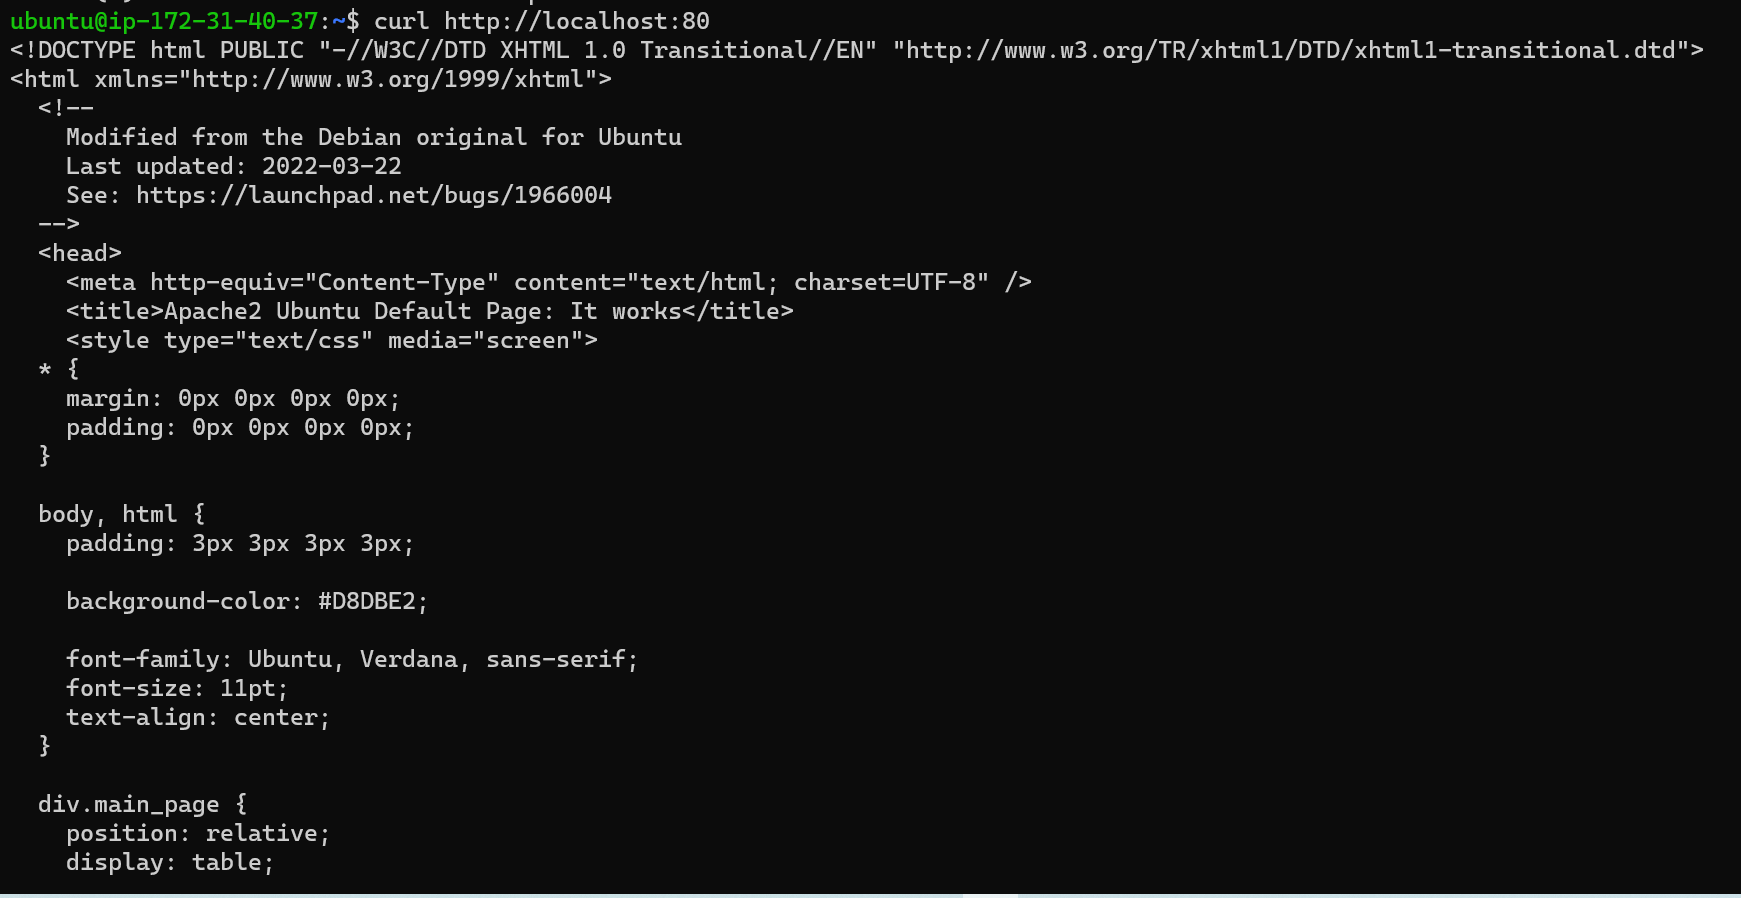 ubuntu@ip-172-31-40-37:~$ curl http://localhost:80
<!DOCTYPE html PUBLIC "-//W3C//DTD XHTML 1.0 Transitional//EN" "http://www.w3.org/TR/xhtml1/DTD/xhtml1-transitional.dtd">
<html xmlns="http://www.w3.org/1999/xhtml">
  <!--
    Modified from the Debian original for Ubuntu
    Last updated: 2022-03-22
    See: https://launchpad.net/bugs/1966004
  -->
  <head>
    <meta http-equiv="Content-Type" content="text/html; charset=UTF-8" />
    <title>Apache2 Ubuntu Default Page: It works</title>
    <style type="text/css" media="screen">
  * {
    margin: 0px 0px 0px 0px;
    padding: 0px 0px 0px 0px;
  }

  body, html {
    padding: 3px 3px 3px 3px;

    background-color: #D8DBE2;

    font-family: Ubuntu, Verdana, sans-serif;
    font-size: 11pt;
    text-align: center;
  }

  div.main_page {
    position: relative;
    display: table;